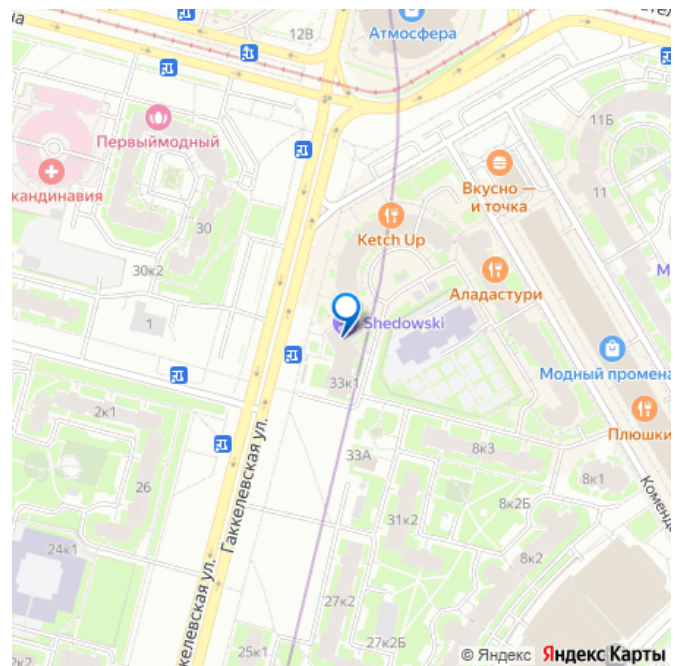 на
12В
Атмосфера
Первыймодный
кандинавия
11Б
Вкусно —
и точка
11
30
Ketch Up
30к2
Аладастури
1
Shedowski
Модный промена
33к1
2к1
Плюшки
8к3
33А
8к1
26
Гаккелевская ул.
31к2
8к2Б
Коменда
24к1
8к2
27к2
келевская ул.
25к1
27к2Б
© Яндекс Яндекс Карты